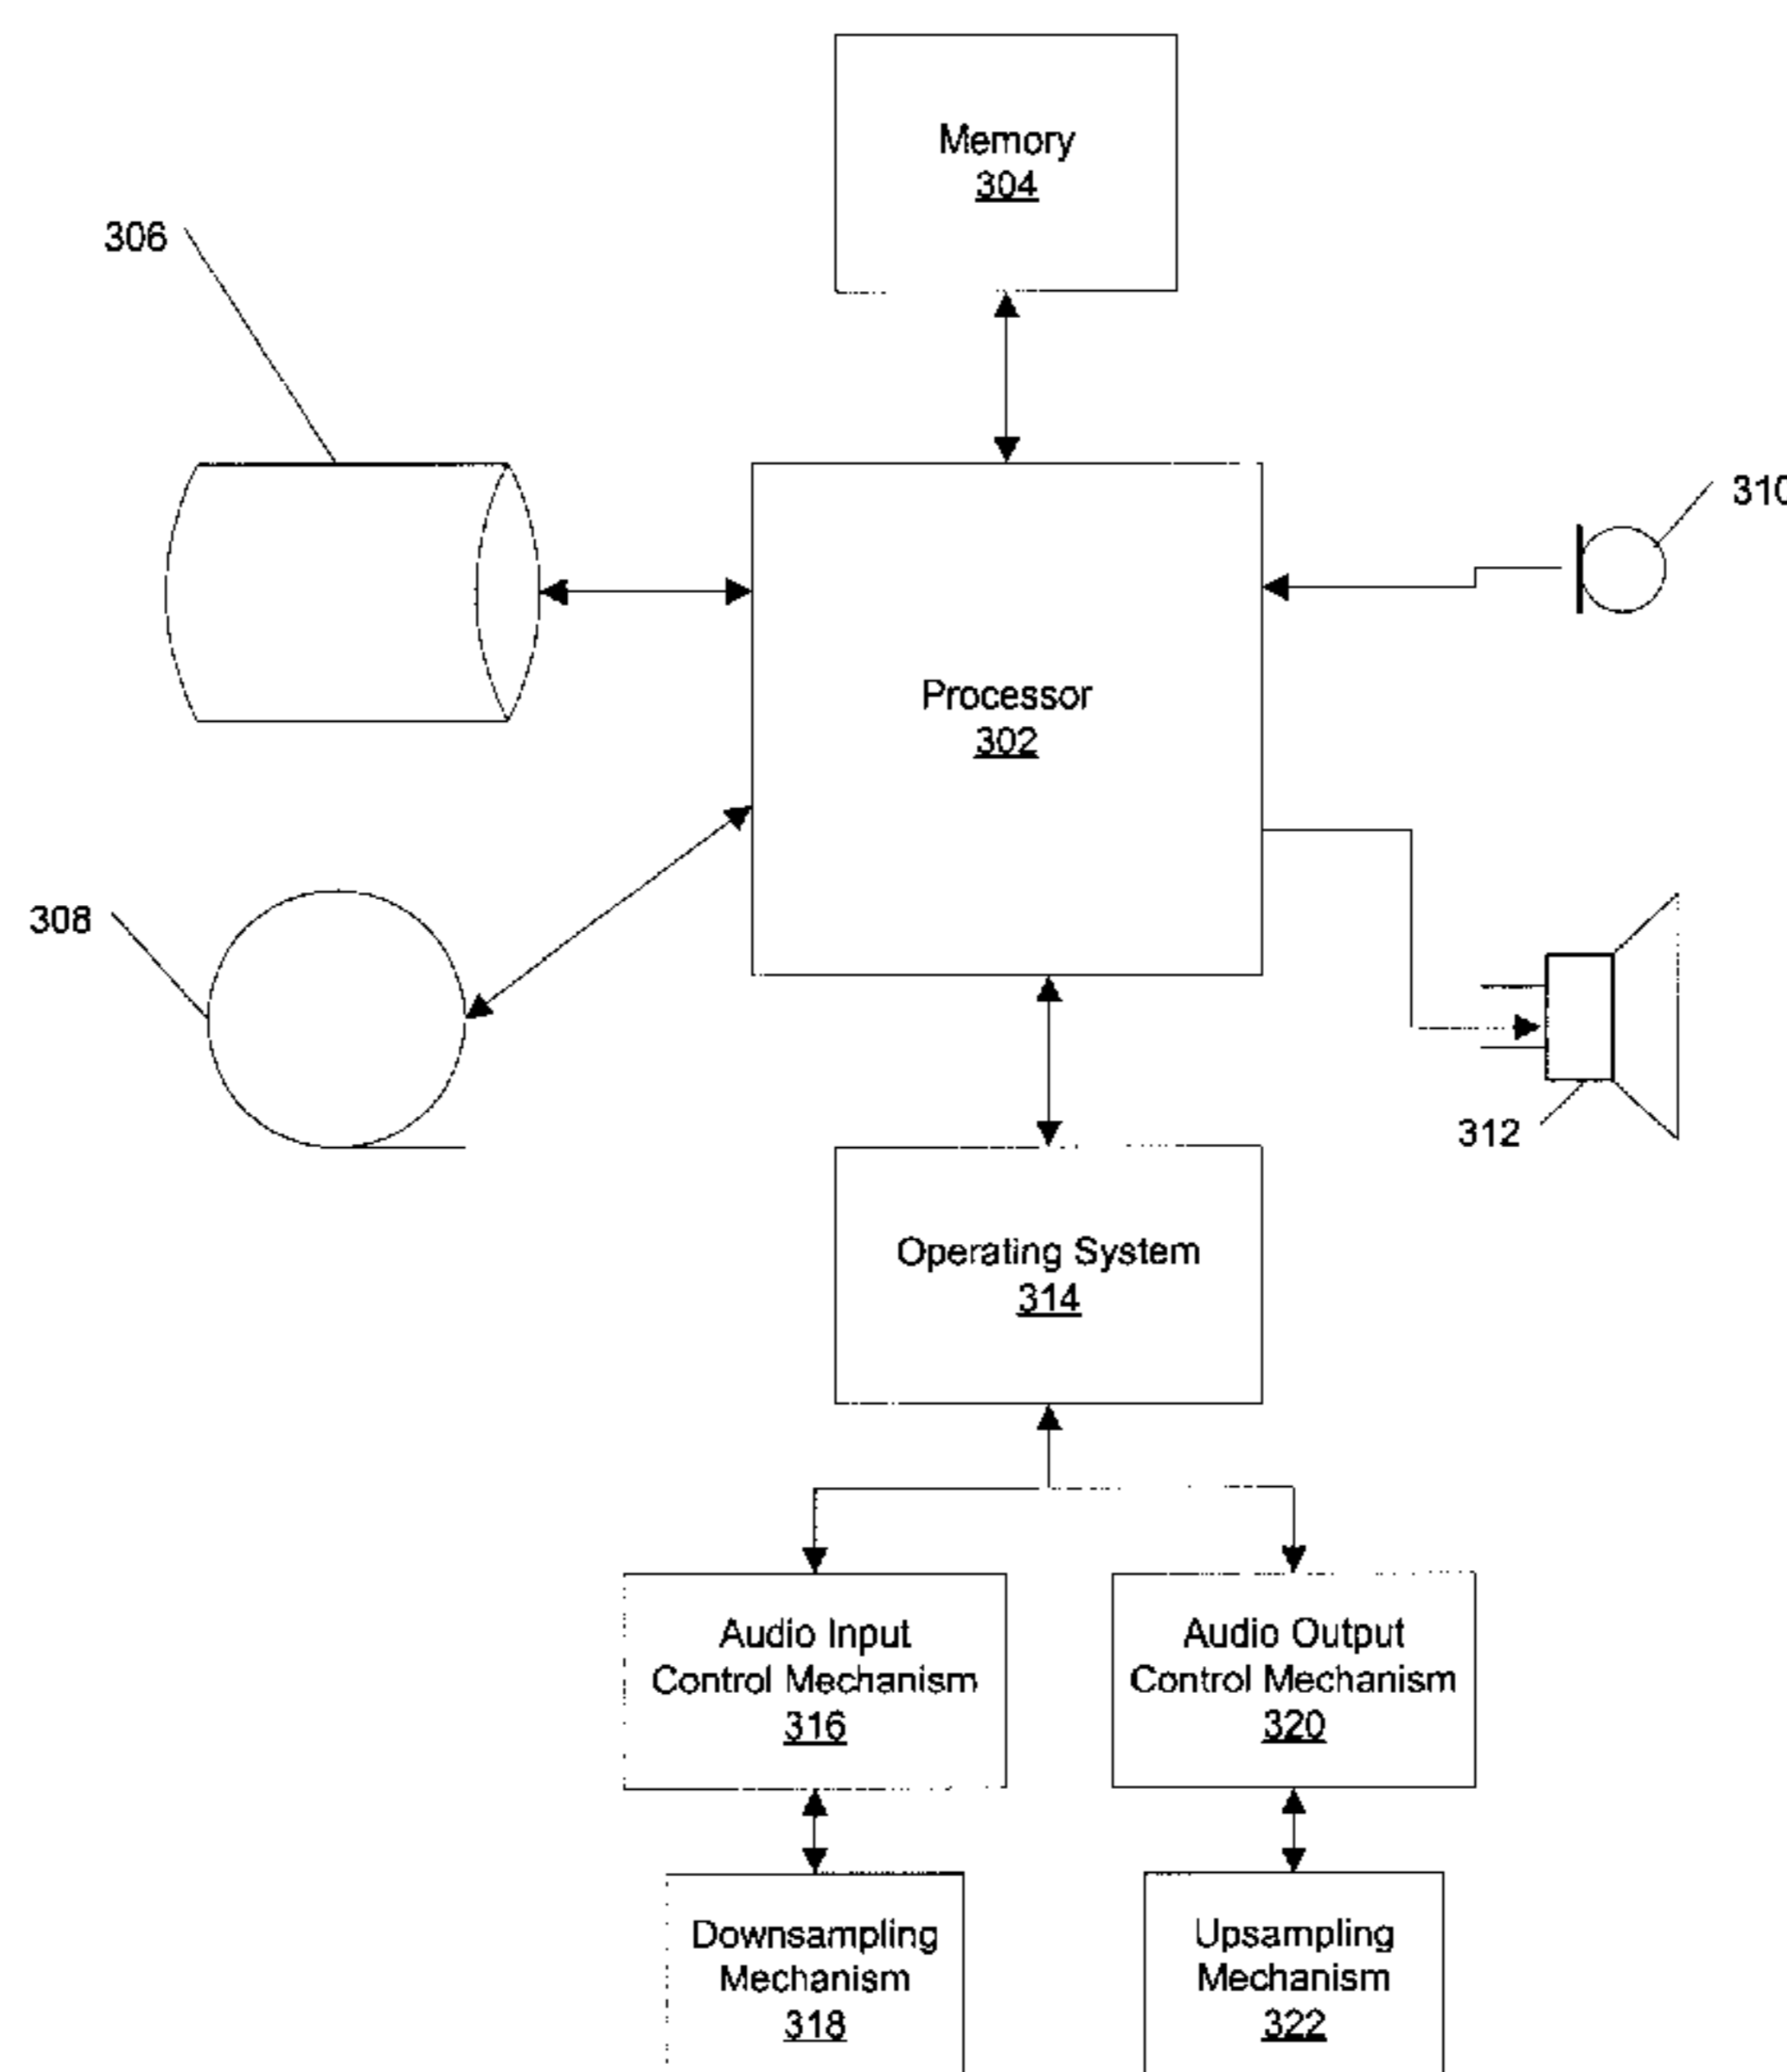 Memory
304
306
310
Processor
302
308
312
Operating System
314
Audio Input
Control Mechanism
316
Audio Output
Control Mechanism
320
Downsampling
Mechanism
318
Upsampling
Mechanism
322